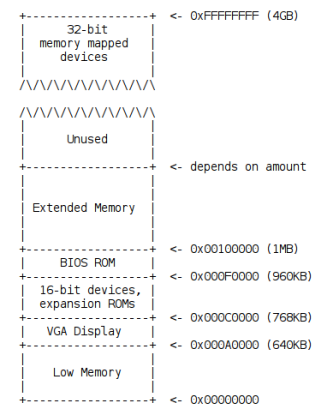 +------------------+  <- 0xFFFFFFFF (4GB)
|      32-bit      |
|  memory mapped   |
|     devices      |
|                  |
/\/\/\/\/\/\/\/\/\/\
/\/\/\/\/\/\/\/\/\/\
|                  |
|      Unused      |
|                  |
+------------------+  <- depends on amount
|                  |
|                  |
| Extended Memory  |
|                  |
|                  |
+------------------+  <- 0x00100000 (1MB)
|     BIOS ROM     |
+------------------+  <- 0x000F0000 (960KB)
|  16-bit devices, |
|  expansion ROMs  |
+------------------+  <- 0x000C0000 (768KB)
|   VGA Display    |
+------------------+  <- 0x000A0000 (640KB)
|                  |
|    Low Memory    |
|                  |
+------------------+  <- 0x00000000